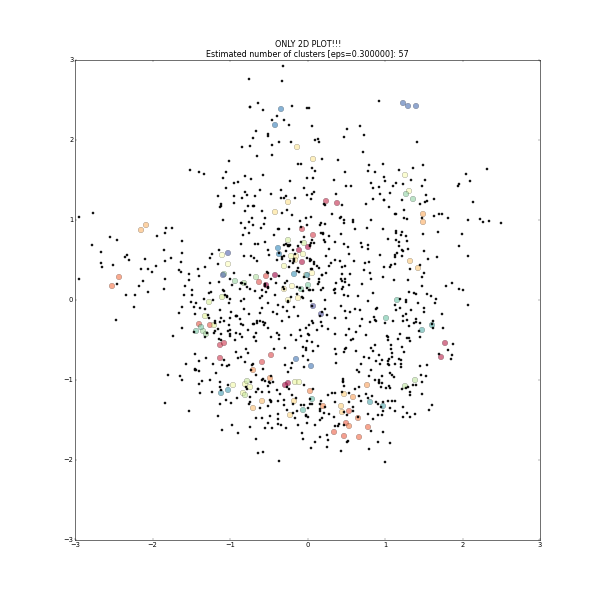 ONLY 2D PLOT!!!
Estimated number of clusters [eps=0.300000]: 57
3
2
1
0
−1
−2
−3
−3 −2 −1 0 1 2 3